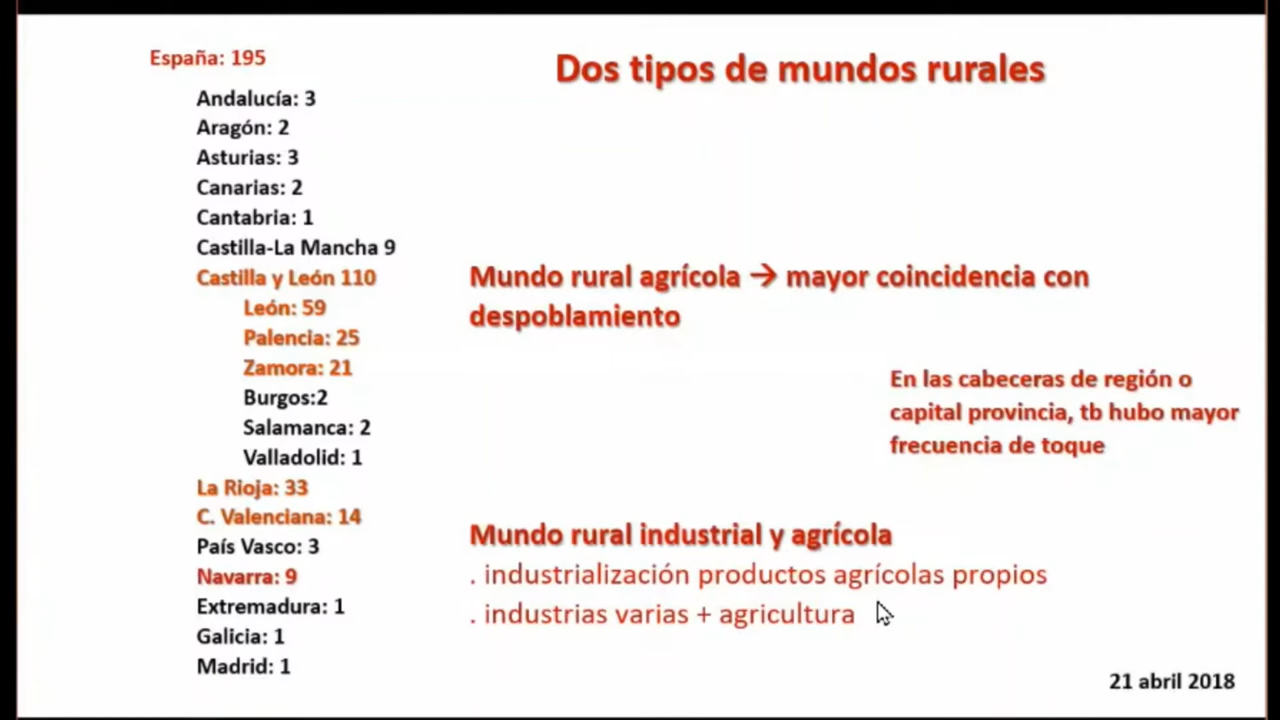 España: 195
Dos tipos de mundos rurales
Andalucía: 3
Aragón: 2
Asturias: 3
Canarias: 2
Cantabria: 1
Castilla-La Mancha 9
Castilla y León 110
León: 59
Palencia: 25
Zamora: 21
Burgos:2
Salamanca: 2
Valladolid: 1
La Rioja: 33
C. Valenciana: 14
País Vasco: 3
Navarra: 9
Extremadura: 1
Galicia: 1
Madrid: 1
Mundo rural agrícola → mayor coincidencia con
despoblamiento
En las cabeceras de región o
capital provincia, tb hubo mayor
frecuencia de toque
Mundo rural industrial y agrícola
. industrialización productos agrícolas propios
. industrias varias + agricultura
21 abril 2018